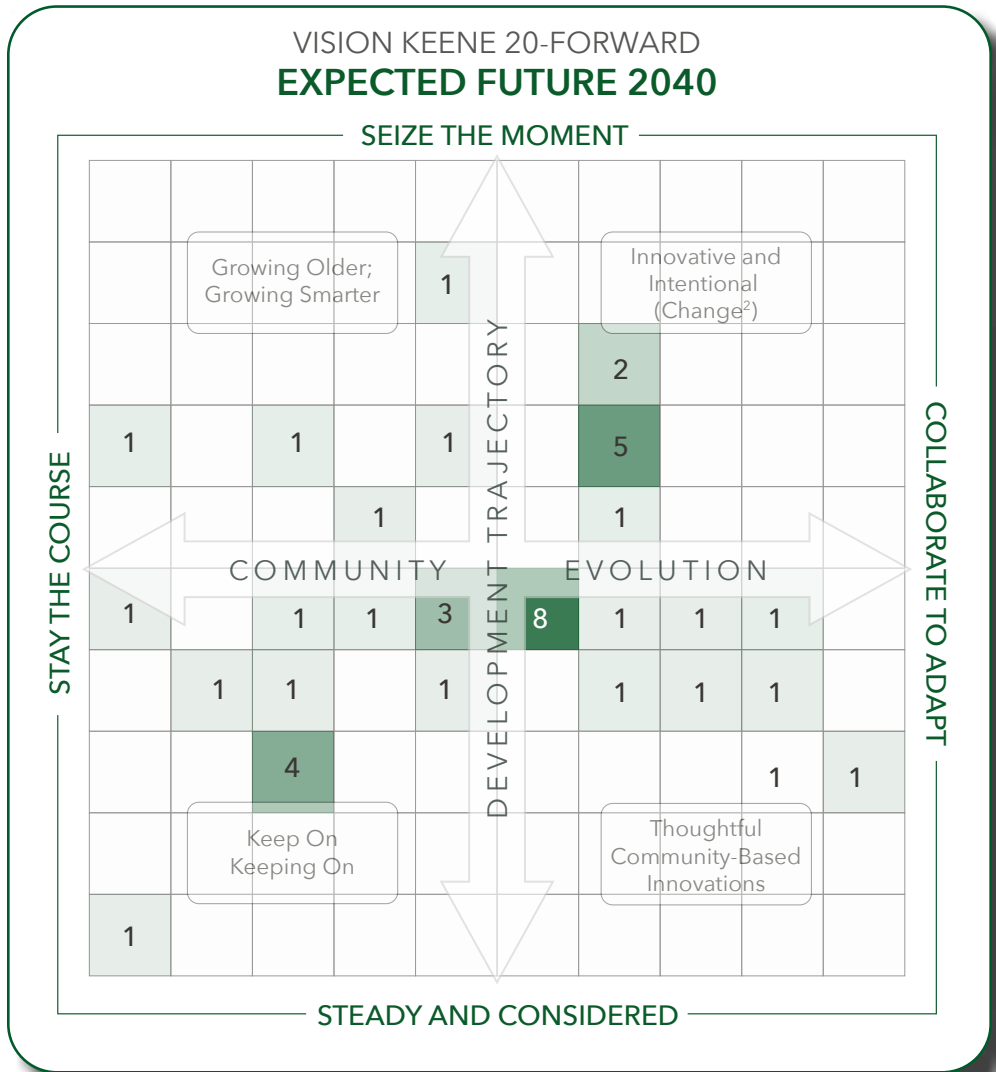 VISION KEENE 20-FORWARD
EXPECTED FUTURE 2040
SEIZE THE MOMENT
Growing Older;
Growing Smarter
1
Innovative and
Intentional
(Change²)
2
1 1 1 5
1 1
STAY THE COURSE
COLLABORATE TO ADAPT
DEVELOPMENT TRAJECTORY
COMMUNITY EVOLUTION
1 1 1 3 8 1 1 1
1 1 1 1 1 1
4 1 1
Keep On
Keeping On
Thoughtful
Community-Based
Innovations
1
STEADY AND CONSIDERED